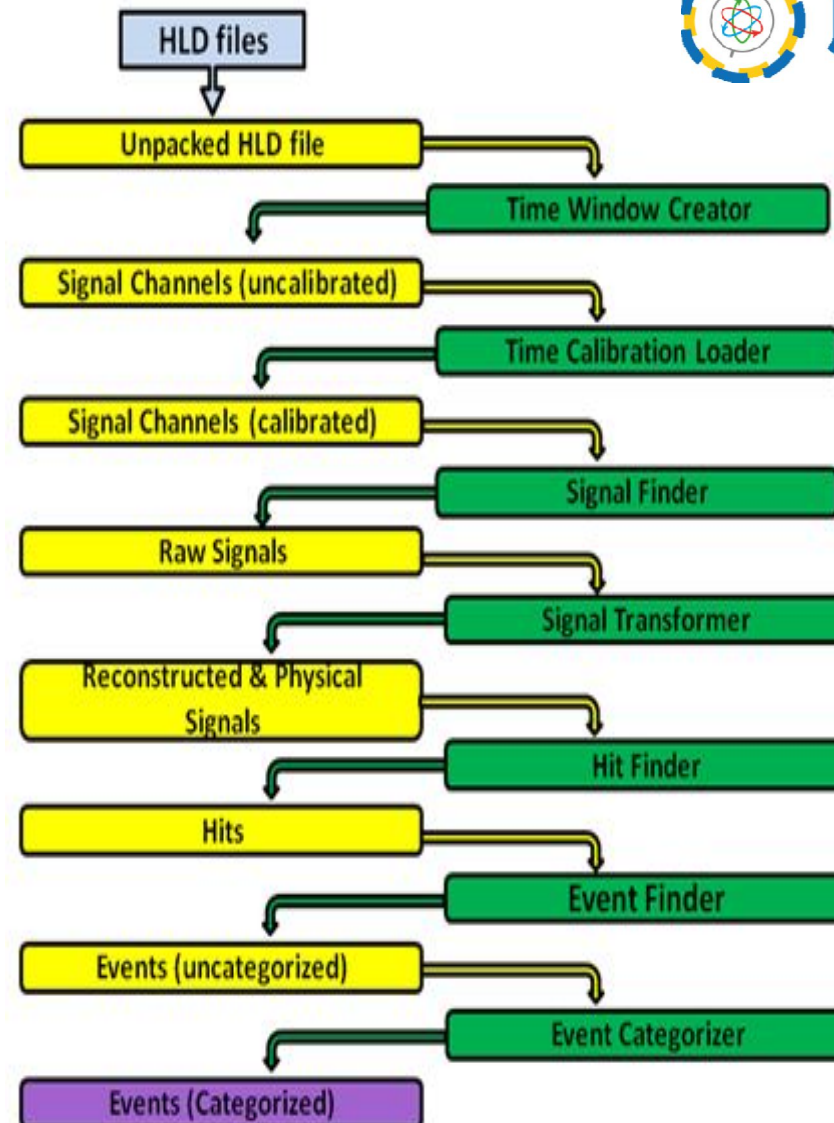 HLD files
Unpacked HLD file
Time Window Creator
Signal Channels (uncalibrated)
Time Calibration Loader
Signal Channels (calibrated)
Signal Finder
Raw Signals
Signal Transformer
Reconstructed & Physical
Signals
Hit Finder
Hits
Event Finder
Events (uncategorized)
Event Categorizer
Events (Categorized)